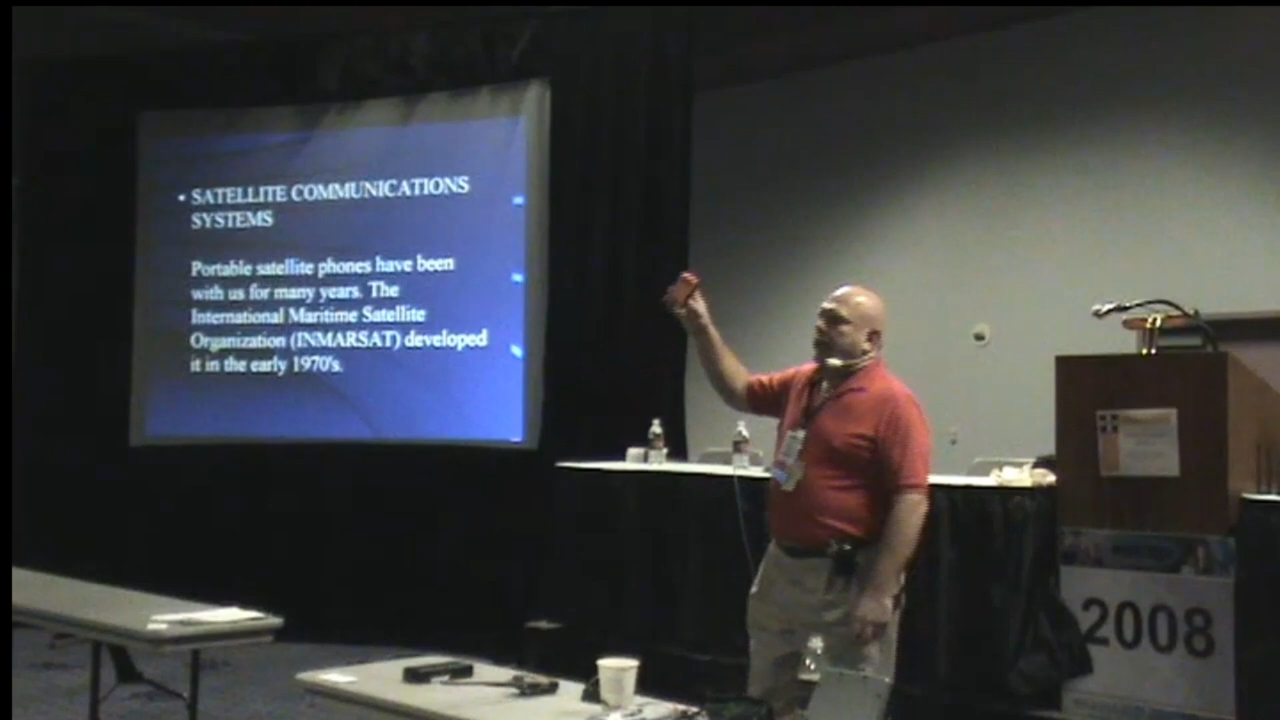 • SATELLITE COMMUNICATIONS
SYSTEMS
Portable satellite phones have been
with us for many years. The
International Maritime Satellite
Organization (INMARSAT) developed
it in the early 1970's.
2008